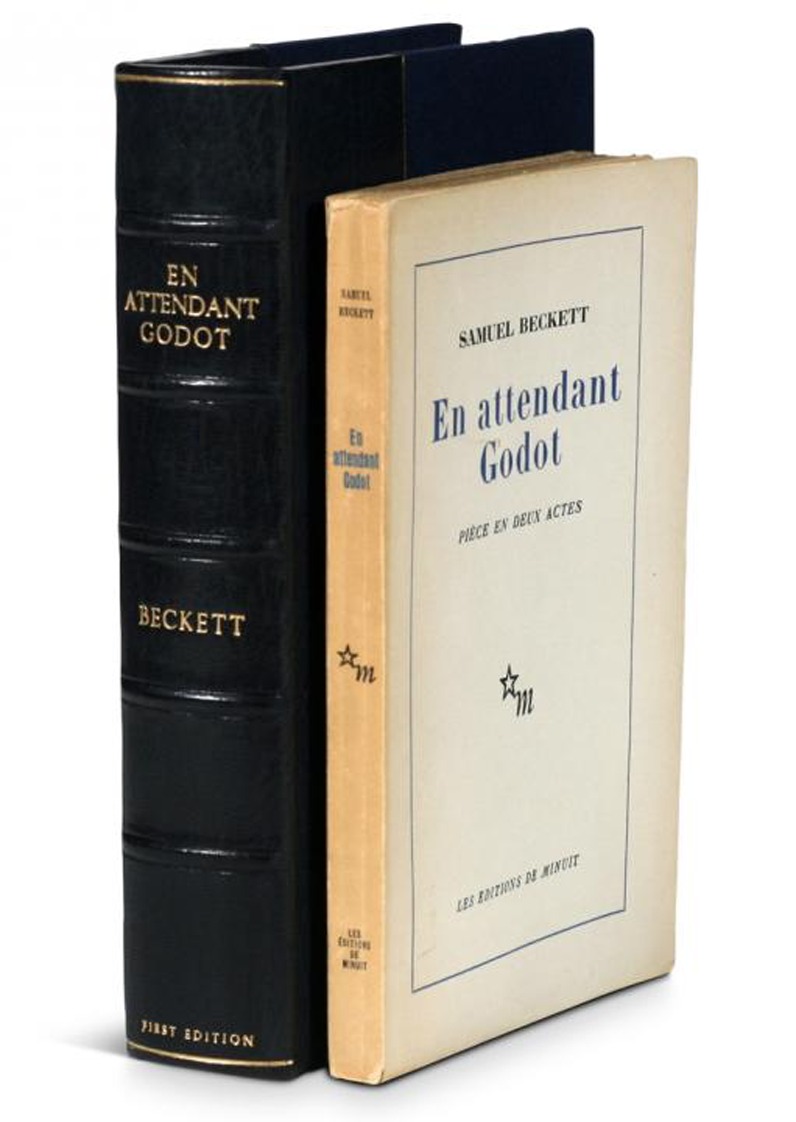 EN
ATTENDANT
GODOT
BECKETT
FIRST EDITION
SAMUEL
BECKETT
En
attendant
Godot
m
LES
ÉDITIONS
DE
MINUIT
SAMUEL BECKETT
En attendant
Godot
PIÈCE EN DEUX ACTES
m
LES EDITIONS DE MINUIT